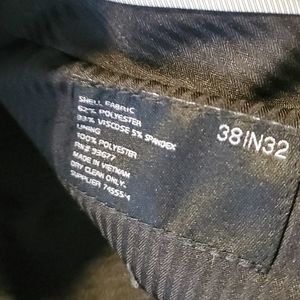 SHELL FABRIC
62% POLYESTER
33% VISCOSE 5% SPANDEX
LINING
100% POLYESTER
RN# 93677
MADE IN VIETNAM
DRY CLEAN ONLY.
SUPPLIER 74555-1
38IN32